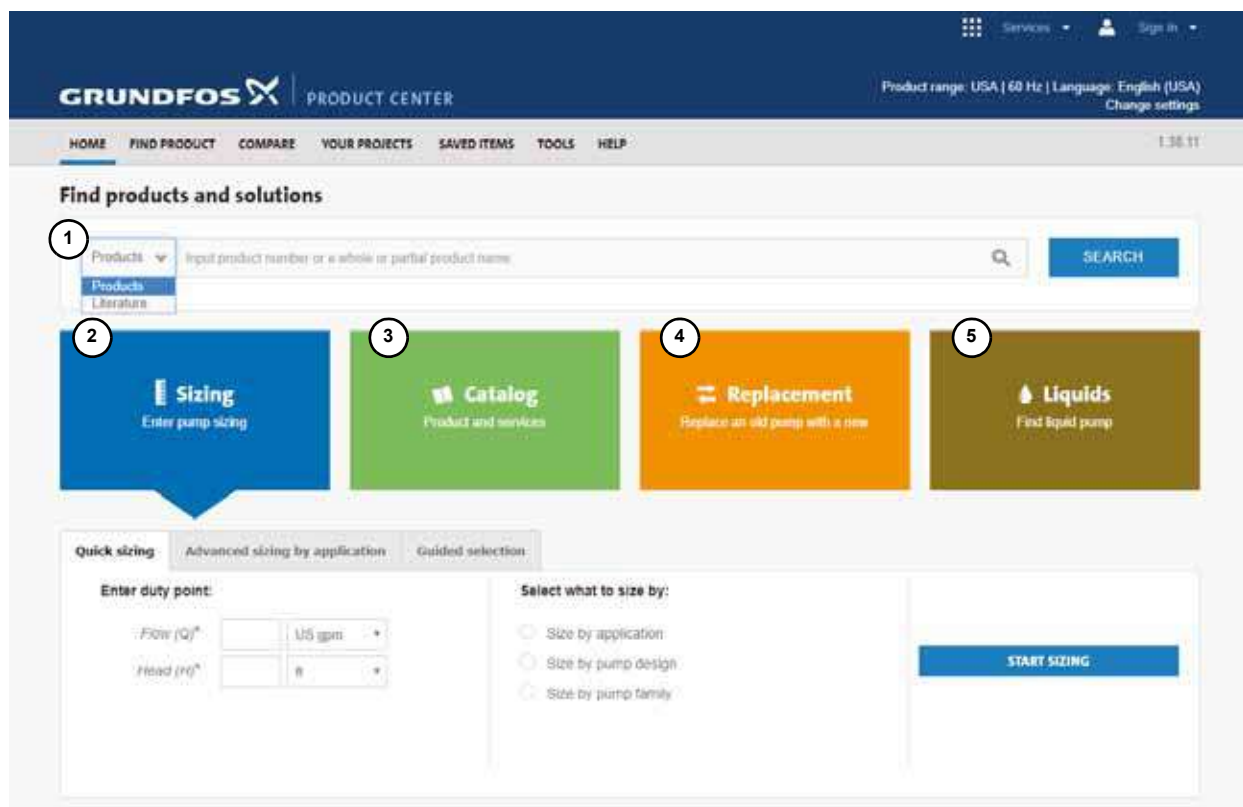 Services
Sign in
GRUNDFOS PRODUCT CENTER
Product range: USA | 60 Hz | Language: English (USA)
Change settings
HOME FIND PRODUCT COMPARE YOUR PROJECTS SAVED ITEMS TOOLS HELP
1.38.11
Find products and solutions
1
Products Input product number or a whole or partial product name SEARCH
Products
Literature
2 3 4 5
Sizing Catalog Replacement Liquids
Enter pump sizing Product and services Replace an old pump with a new Find liquid pump
Quick sizing Advanced sizing by application Guided selection
Enter duty point: Select what to size by:
Flow (Q)* US gpm Size by application
Head (H)* ft Size by pump design
START SIZING
Size by pump family